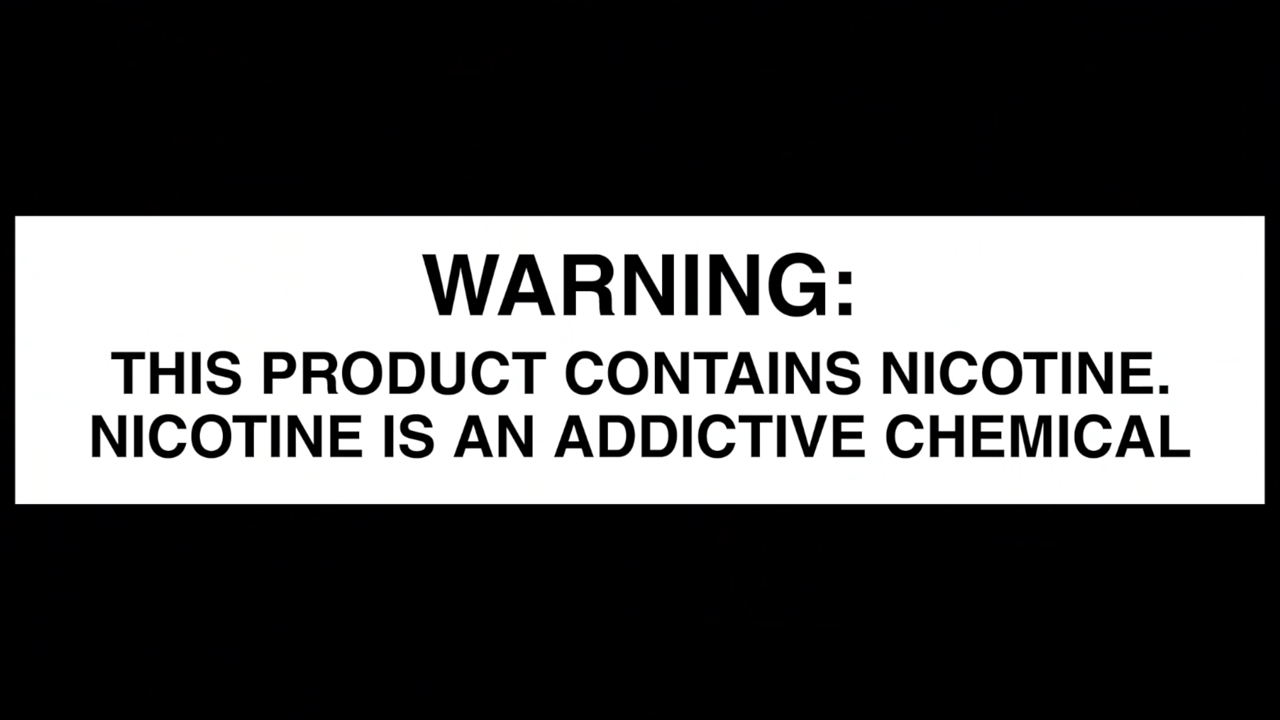 WARNING:
THIS PRODUCT CONTAINS NICOTINE.
NICOTINE IS AN ADDICTIVE CHEMICAL